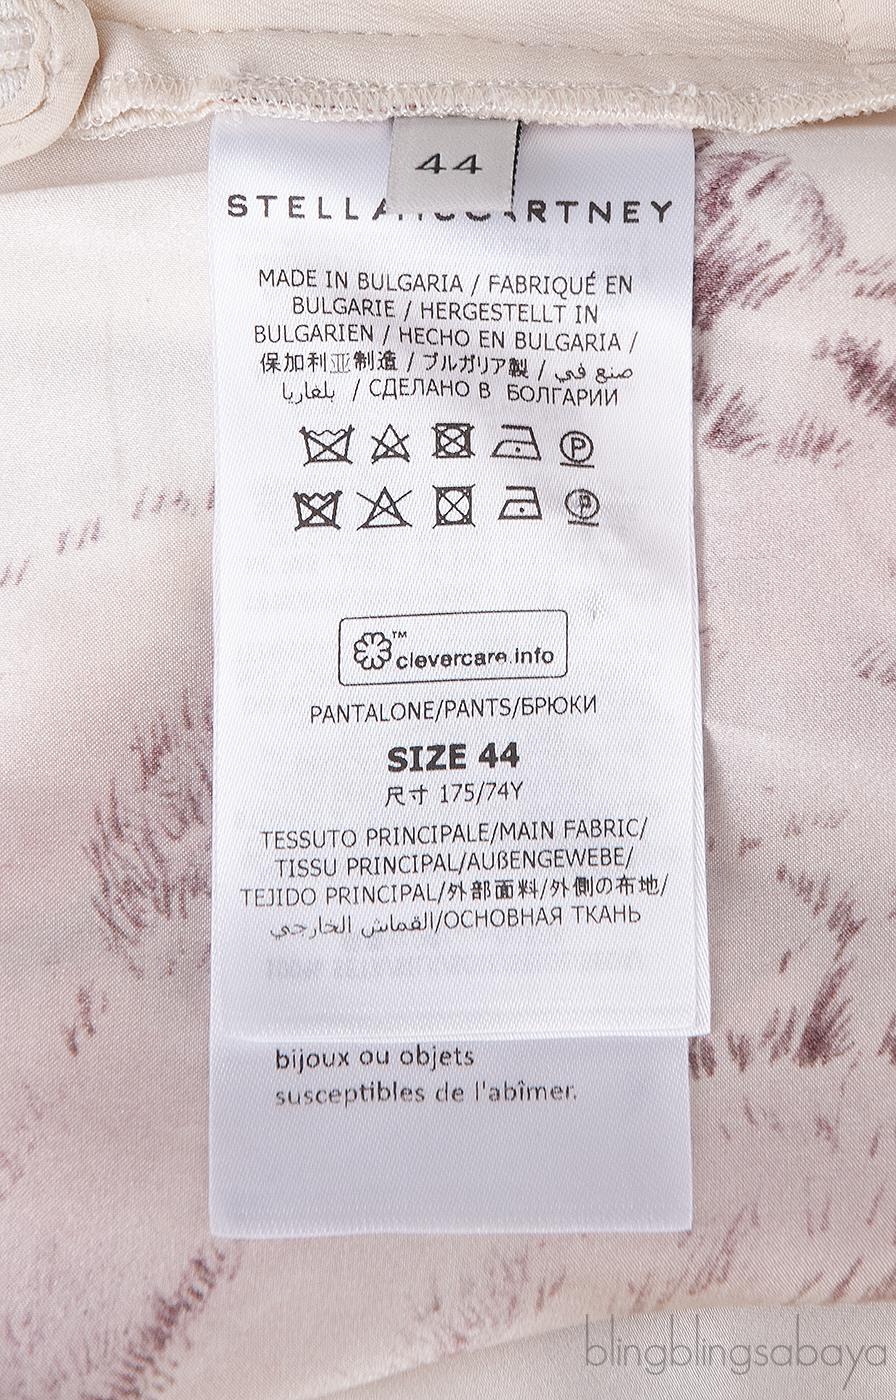 44
STELLA McCARTNEY
MADE IN BULGARIA / FABRIQUÉ EN
BULGARIE / HERGESTELLT IN
BULGARIEN / HECHO EN BULGARIA /
保加利亚制造 / ブルガリア製 / صنع في
بلغاريا / СДЕЛАНО В БОЛГАРИИ
P
P
™
clevercare.info
PANTALONE/PANTS/БРЮКИ
SIZE 44
尺寸 175/74Y
TESSUTO PRINCIPALE/MAIN FABRIC/
TISSU PRINCIPAL/AUßENGEWEBE/
TEJIDO PRINCIPAL/外部面料/外側の布地/
القماش الخارجي/ОСНОВНАЯ ТКАНЬ
bijoux ou objets
susceptibles de l'abîmer.
blingblingsabaya